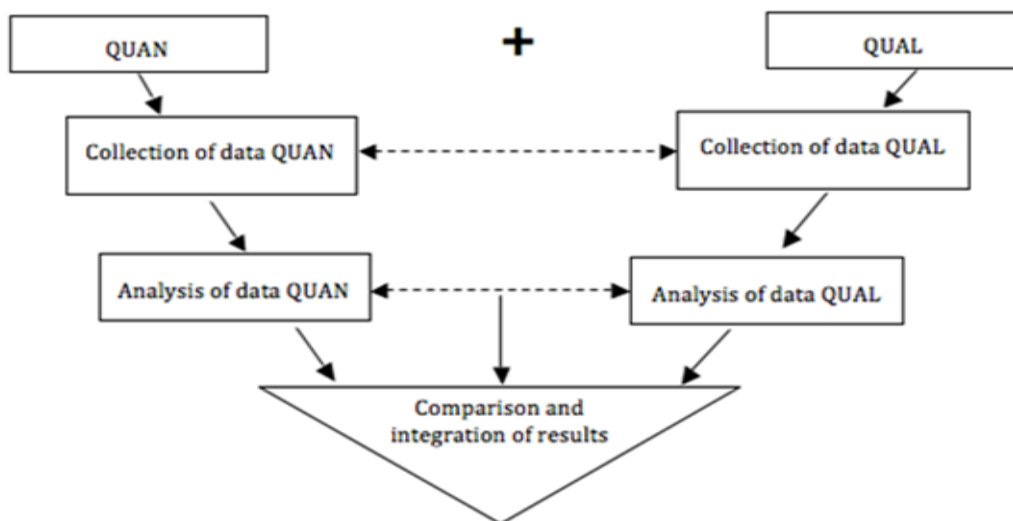 QUAN
+
QUAL
Collection of data QUAN
Collection of data QUAL
Analysis of data QUAN
Analysis of data QUAL
Comparison and
integration of results